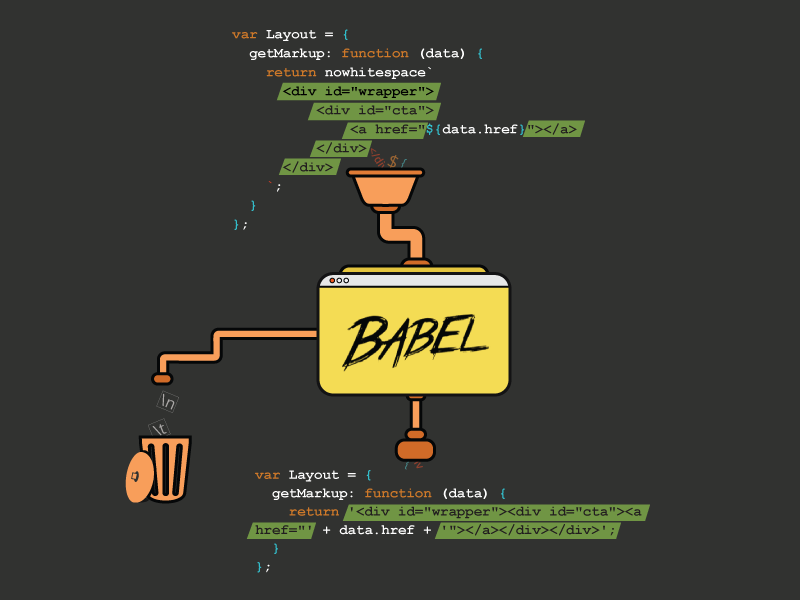 var Layout = {
getMarkup: function (data) {
return nowhitespace`
<div id="wrapper">
<div id="cta">
<a href="${data.href}"></a>
</div>
</div>
`;
}
};
$ {
BABEL
\n
\t
var Layout = {
getMarkup: function (data) {
return '<div id="wrapper"><div id="cta"><a
href="' + data.href + '"></a></div></div>';
}
};